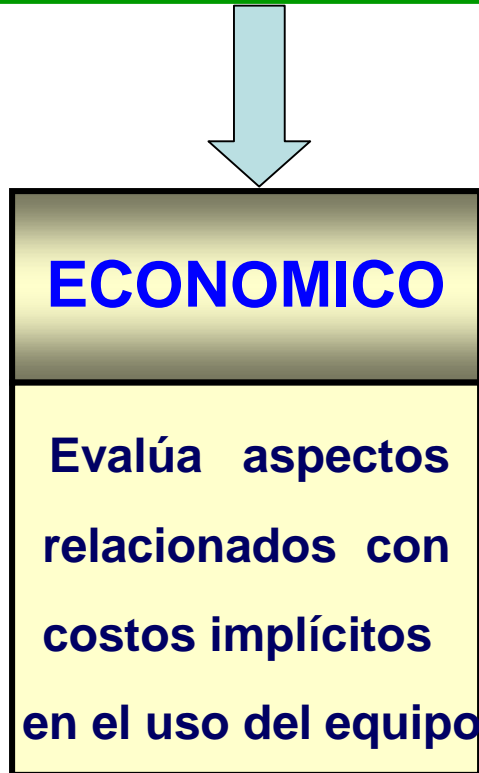 ECONOMICO
Evalúa aspectos
relacionados con
costos implícitos
en el uso del equipo